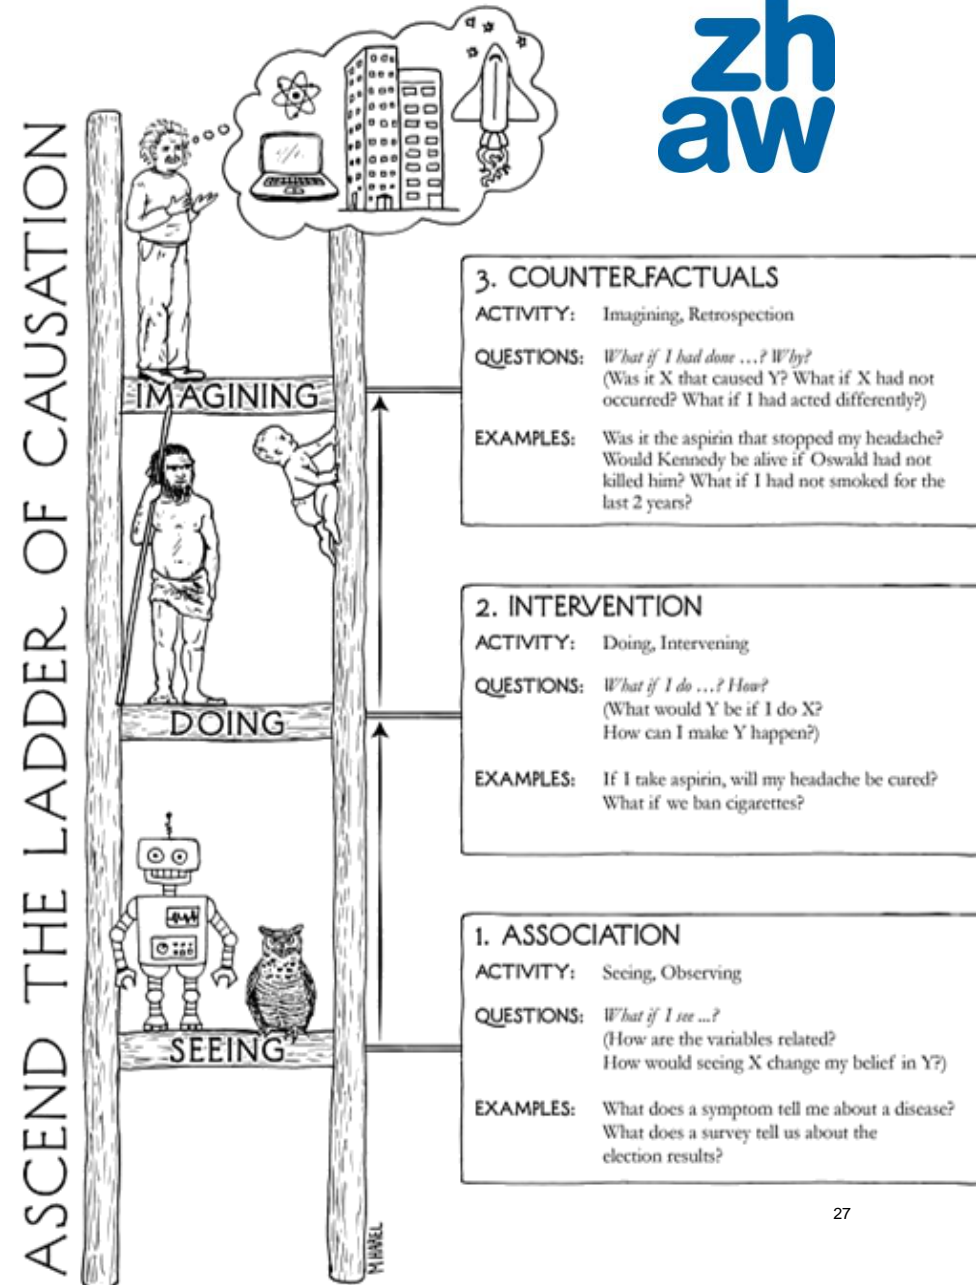 zh
aw
ASCEND THE LADDER OF CAUSATION
IMAGINING
DOING
SEEING
3. COUNTERFACTUALS
ACTIVITY: Imagining, Retrospection
QUESTIONS: What if I had done …? Why?
(Was it X that caused Y? What if X had not
occurred? What if I had acted differently?)
EXAMPLES: Was it the aspirin that stopped my headache?
Would Kennedy be alive if Oswald had not
killed him? What if I had not smoked for the
last 2 years?
2. INTERVENTION
ACTIVITY: Doing, Intervening
QUESTIONS: What if I do …? How?
(What would Y be if I do X?
How can I make Y happen?)
EXAMPLES: If I take aspirin, will my headache be cured?
What if we ban cigarettes?
1. ASSOCIATION
ACTIVITY: Seeing, Observing
QUESTIONS: What if I see ...?
(How are the variables related?
How would seeing X change my belief in Y?)
EXAMPLES: What does a symptom tell me about a disease?
What does a survey tell us about the
election results?
27
M HAREL